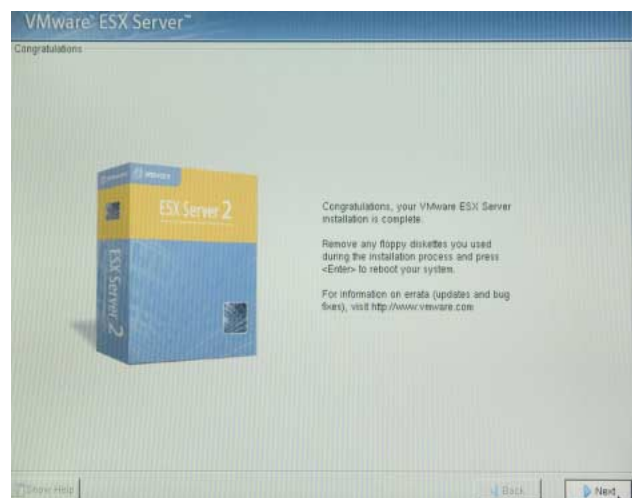 VMware® ESX Server™
Congratulations
vmware
ESX Server 2
ESX Server 2
Congratulations, your VMware ESX Server
installation is complete.
Remove any floppy diskettes you used
during the installation process and press
<Enter> to reboot your system.
For information on errata (updates and bug
fixes), visit http://www.vmware.com
Show Help
Back
Next